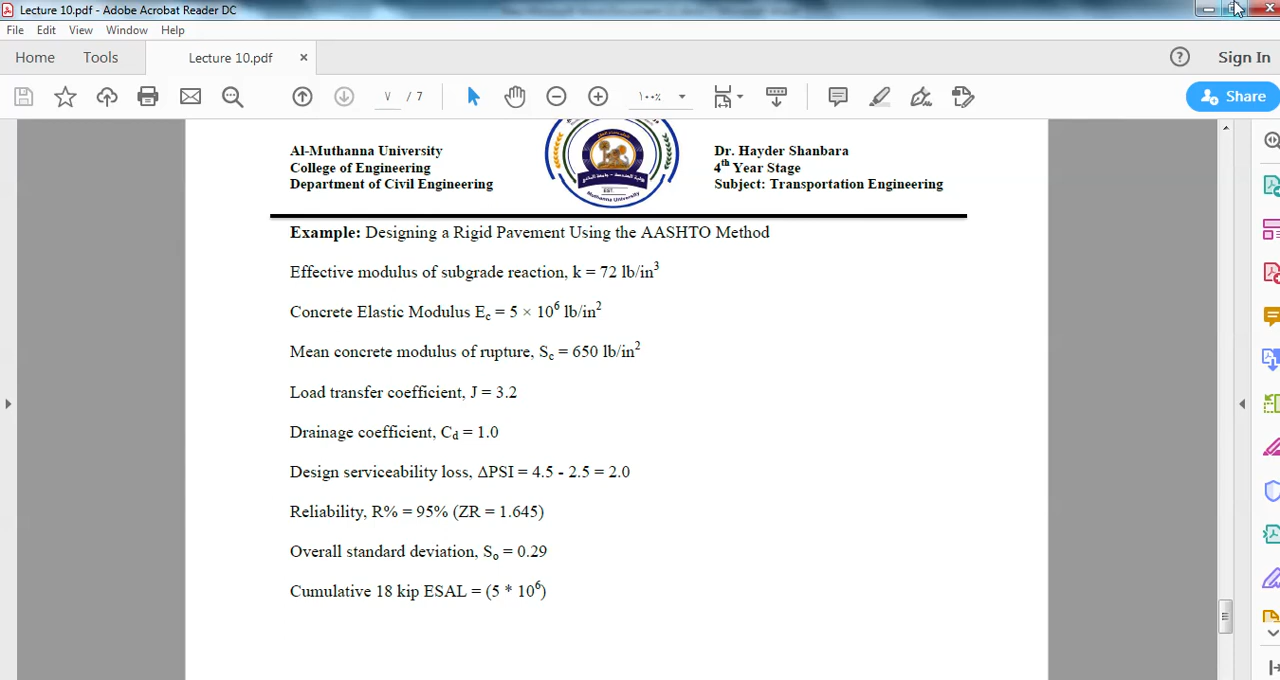 Lecture 10.pdf - Adobe Acrobat Reader DC
File Edit View Window Help
Home Tools Lecture 10.pdf × Sign In
٧ / 7 ١٠٠% Share
Al-Muthanna University
College of Engineering
Department of Civil Engineering
Muthanna University
Dr. Hayder Shanbara
4th Year Stage
Subject: Transportation Engineering
Example: Designing a Rigid Pavement Using the AASHTO Method
Effective modulus of subgrade reaction, k = 72 lb/in³
Concrete Elastic Modulus Ec = 5 × 10⁶ lb/in²
Mean concrete modulus of rupture, Sc = 650 lb/in²
Load transfer coefficient, J = 3.2
Drainage coefficient, Cd = 1.0
Design serviceability loss, ΔPSI = 4.5 - 2.5 = 2.0
Reliability, R% = 95% (ZR = 1.645)
Overall standard deviation, So = 0.29
Cumulative 18 kip ESAL = (5 * 10⁶)